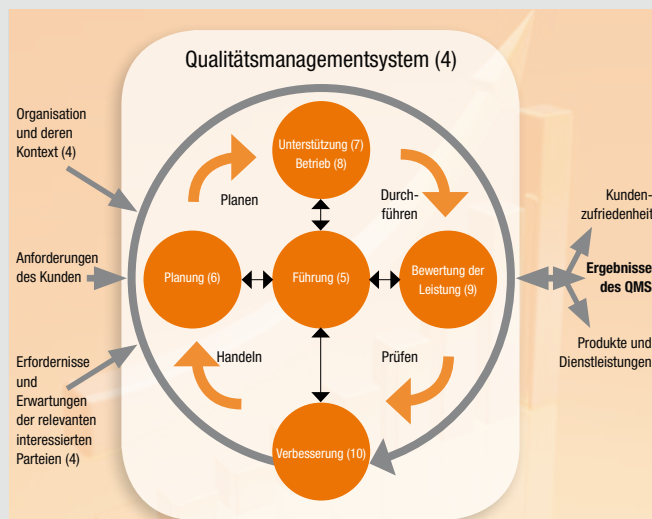 Qualitätsmanagementsystem (4)
Organisation
und deren
Kontext (4)
Anforderungen
des Kunden
Erfordernisse
und
Erwartungen
der relevanten
interessierten
Parteien (4)
Unterstützung (7)
Betrieb (8)
Planen
Durch-
führen
Planung (6)
Führung (5)
Bewertung der
Leistung (9)
Handeln
Prüfen
Verbesserung (10)
Kunden-
zufriedenheit
Ergebnisse
des QMS
Produkte und
Dienstleistungen